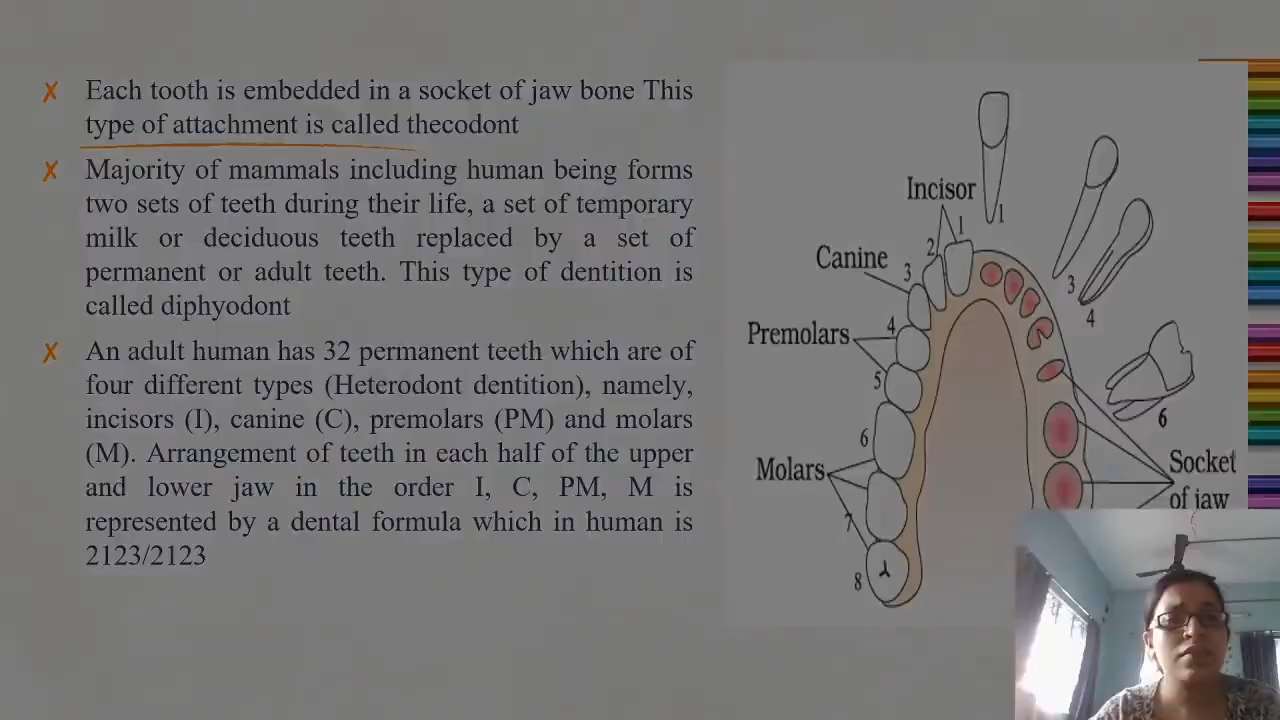 Each tooth is embedded in a socket of jaw bone This
type of attachment is called thecodont
Majority of mammals including human being forms
two sets of teeth during their life, a set of temporary
milk or deciduous teeth replaced by a set of
permanent or adult teeth. This type of dentition is
called diphyodont
An adult human has 32 permanent teeth which are of
four different types (Heterodont dentition), namely,
incisors (I), canine (C), premolars (PM) and molars
(M). Arrangement of teeth in each half of the upper
and lower jaw in the order I, C, PM, M is
represented by a dental formula which in human is
2123/2123
Incisor
1
1
2
Canine
3
3
4
Premolars
4
5
6
6
Molars
7
8
Socket
of jaw